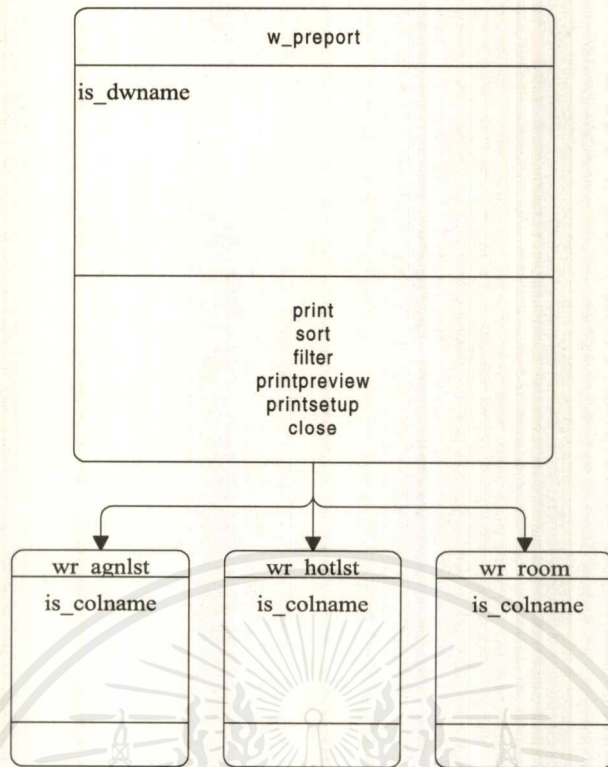 w_preport
is_dwname
print
sort
filter
printpreview
printsetup
close
wr_agnlst
wr_hotlst
wr_room
is_colname
is_colname
is_colname